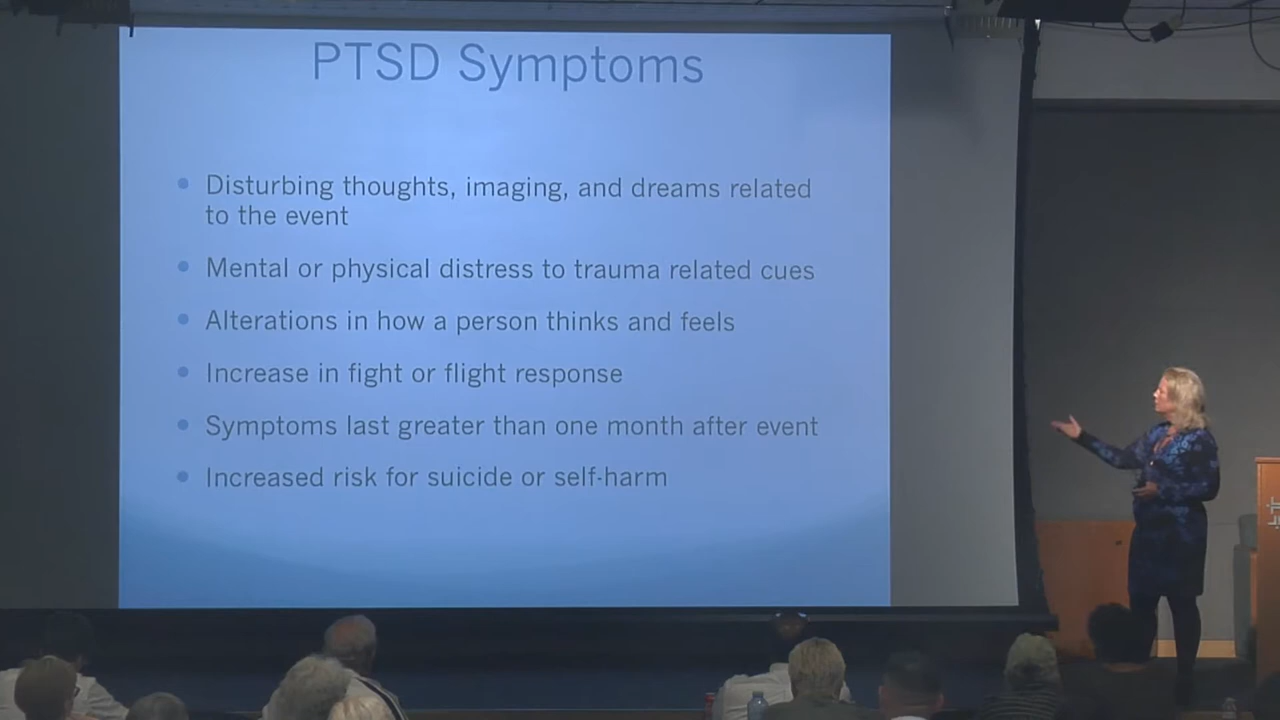 PTSD Symptoms
Disturbing thoughts, imaging, and dreams related
to the event
Mental or physical distress to trauma related cues
Alterations in how a person thinks and feels
Increase in fight or flight response
Symptoms last greater than one month after event
Increased risk for suicide or self-harm